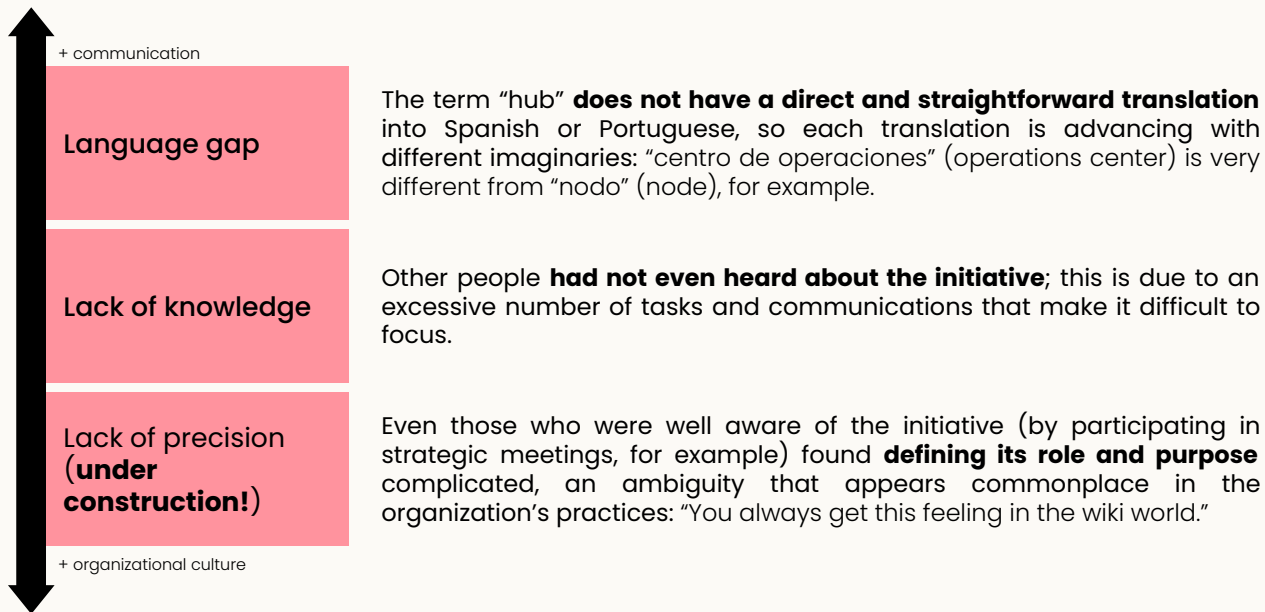 + communication
Language gap
The term “hub” does not have a direct and straightforward translation
into Spanish or Portuguese, so each translation is advancing with
different imaginaries: “centro de operaciones” (operations center) is very
different from “nodo” (node), for example.
Lack of knowledge
Other people had not even heard about the initiative; this is due to an
excessive number of tasks and communications that make it difficult to
focus.
Lack of precision
(under
construction!)
Even those who were well aware of the initiative (by participating in
strategic meetings, for example) found defining its role and purpose
complicated, an ambiguity that appears commonplace in the
organization’s practices: “You always get this feeling in the wiki world.”
+ organizational culture